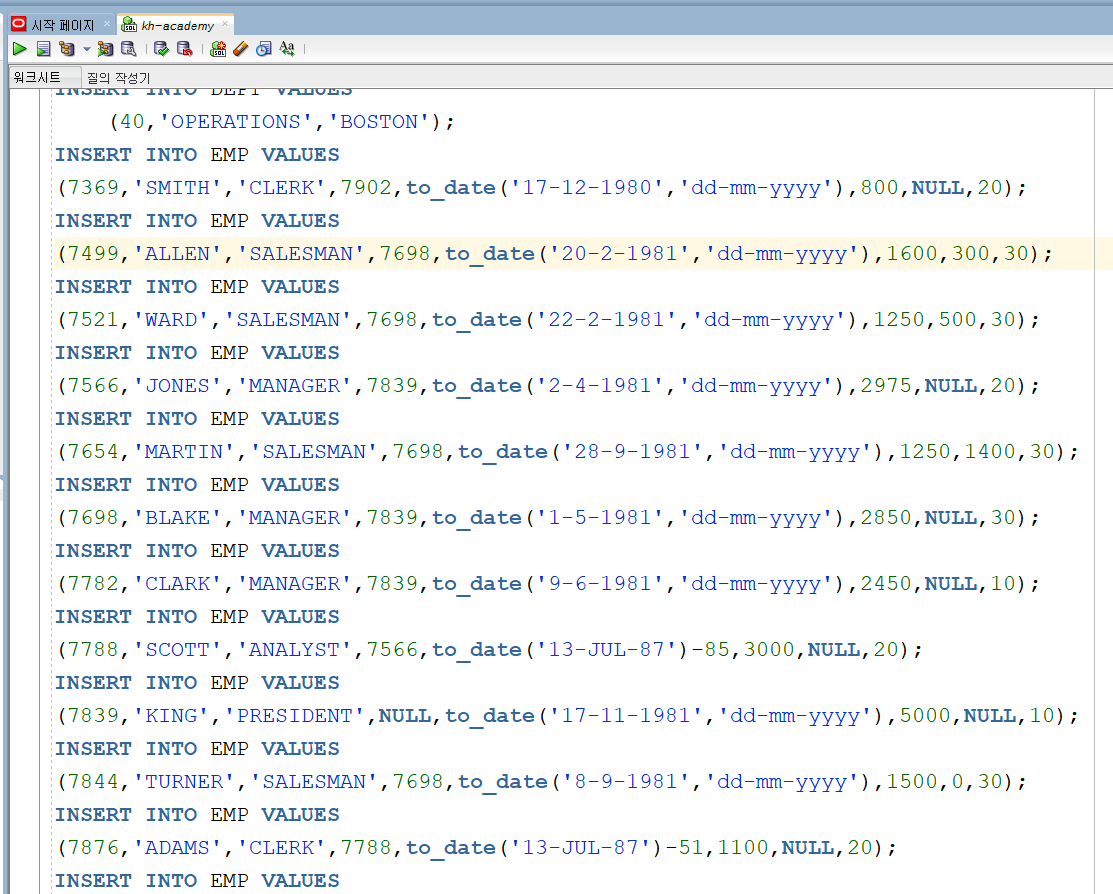 시작 페이지
kh-academy
워크시트
질의 작성기
INSERT INTO DEPT VALUES
(40,'OPERATIONS','BOSTON');
INSERT INTO EMP VALUES
(7369,'SMITH','CLERK',7902,to_date('17-12-1980','dd-mm-yyyy'),800,NULL,20);
INSERT INTO EMP VALUES
(7499,'ALLEN','SALESMAN',7698,to_date('20-2-1981','dd-mm-yyyy'),1600,300,30);
INSERT INTO EMP VALUES
(7521,'WARD','SALESMAN',7698,to_date('22-2-1981','dd-mm-yyyy'),1250,500,30);
INSERT INTO EMP VALUES
(7566,'JONES','MANAGER',7839,to_date('2-4-1981','dd-mm-yyyy'),2975,NULL,20);
INSERT INTO EMP VALUES
(7654,'MARTIN','SALESMAN',7698,to_date('28-9-1981','dd-mm-yyyy'),1250,1400,30);
INSERT INTO EMP VALUES
(7698,'BLAKE','MANAGER',7839,to_date('1-5-1981','dd-mm-yyyy'),2850,NULL,30);
INSERT INTO EMP VALUES
(7782,'CLARK','MANAGER',7839,to_date('9-6-1981','dd-mm-yyyy'),2450,NULL,10);
INSERT INTO EMP VALUES
(7788,'SCOTT','ANALYST',7566,to_date('13-JUL-87')-85,3000,NULL,20);
INSERT INTO EMP VALUES
(7839,'KING','PRESIDENT',NULL,to_date('17-11-1981','dd-mm-yyyy'),5000,NULL,10);
INSERT INTO EMP VALUES
(7844,'TURNER','SALESMAN',7698,to_date('8-9-1981','dd-mm-yyyy'),1500,0,30);
INSERT INTO EMP VALUES
(7876,'ADAMS','CLERK',7788,to_date('13-JUL-87')-51,1100,NULL,20);
INSERT INTO EMP VALUES